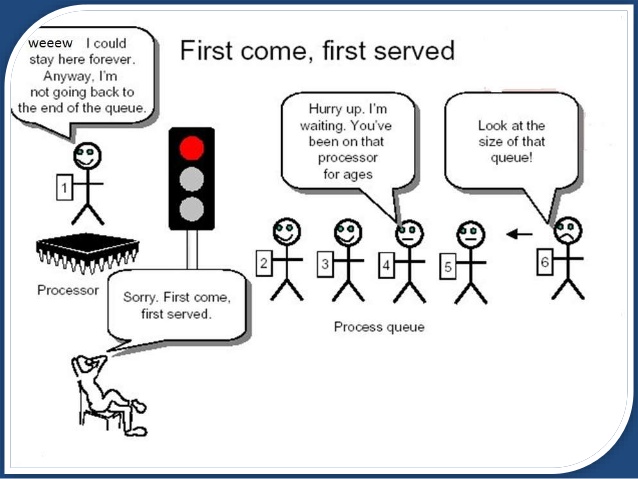 First come, first served
weeew I could
stay here forever.
Anyway, I'm
not going back to
the end of the queue.
Hurry up. I'm
waiting. You've
been on that
processor
for ages
Look at the
size of that
queue!
1
2
3
4
5
6
Processor
Sorry. First come,
first served.
Process queue